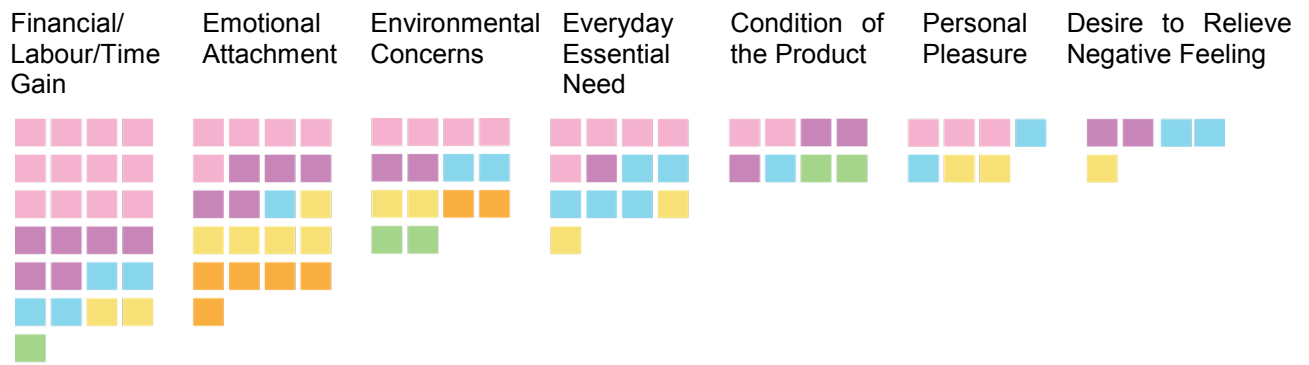 Financial/
Labour/Time
Gain
Emotional
Attachment
Environmental
Concerns
Everyday
Essential
Need
Condition of
the Product
Personal
Pleasure
Desire to Relieve
Negative Feeling